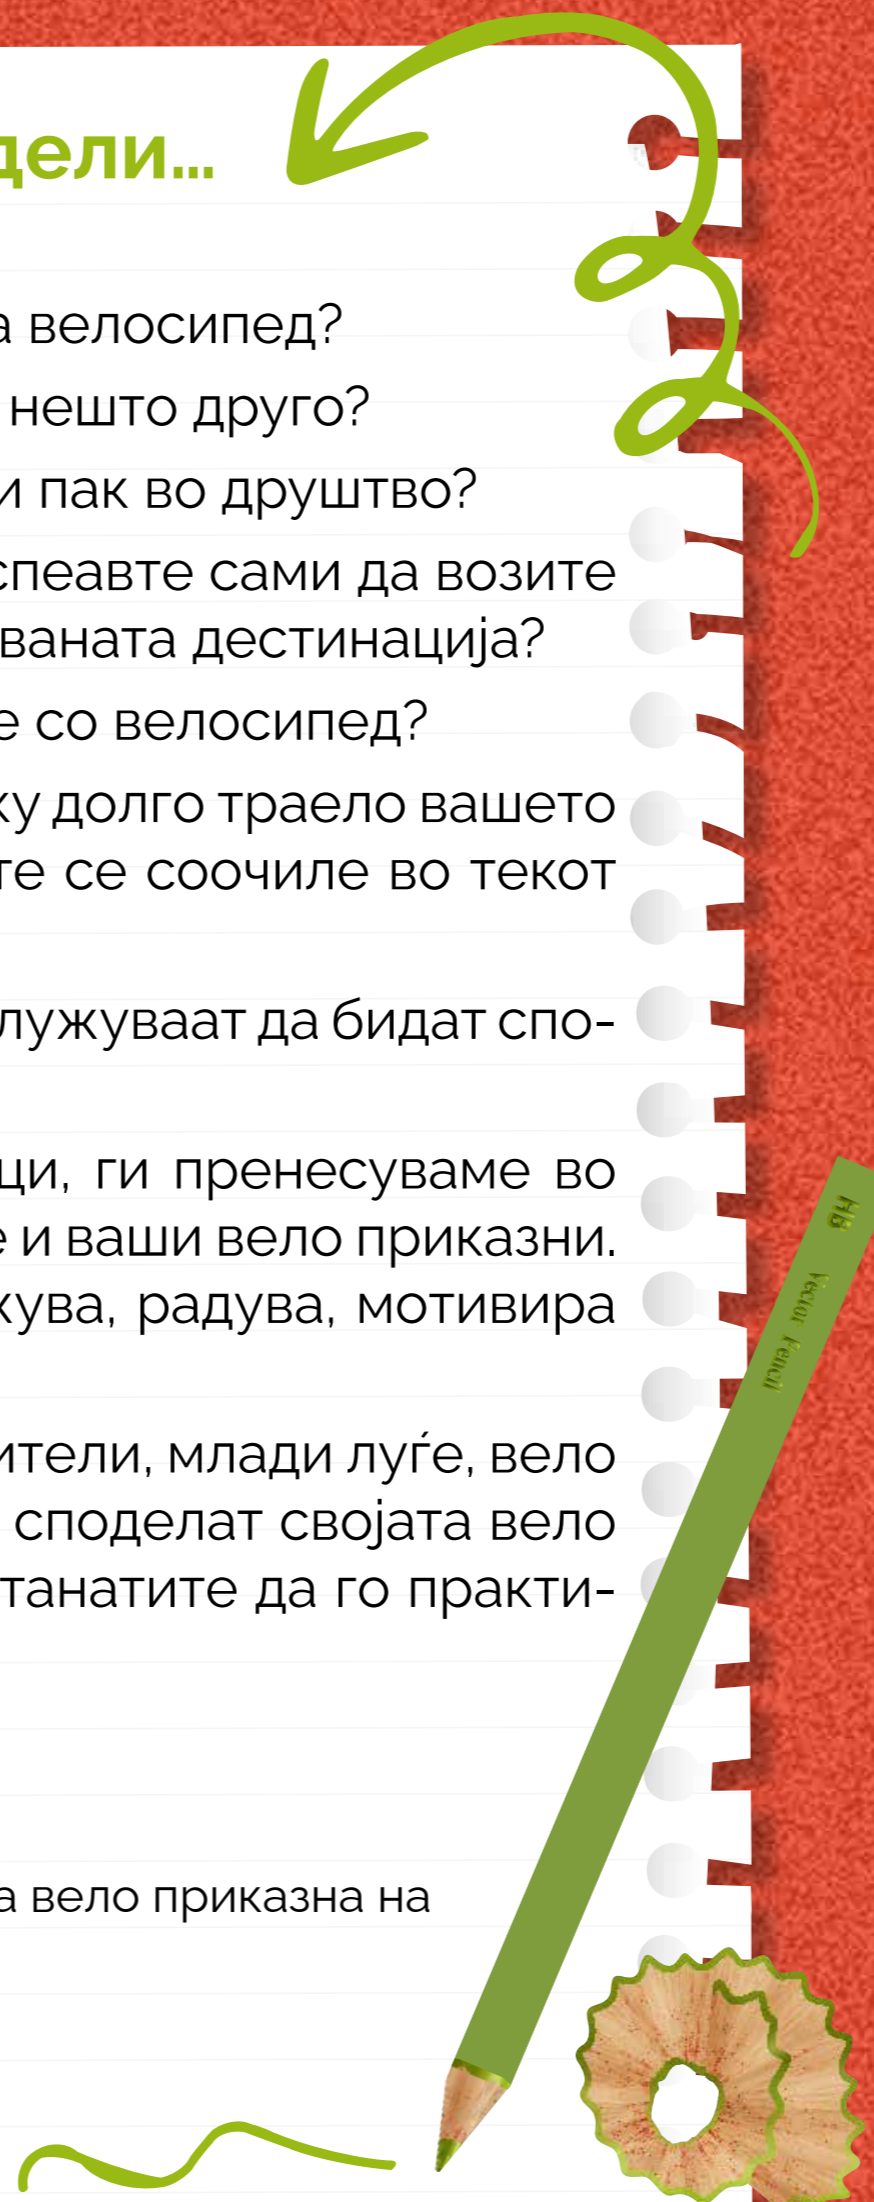 дели...
а велосипед?
нешто друго?
и пак во друштво?
спеавте сами да возите
ваната дестинација?
е со велосипед?
ку долго траело вашето
те се соочиле во текот
лужуваат да бидат спо-
ци, ги пренесуваме во
е и ваши вело приказни.
кува, радува, мотивира
ители, млади луѓе, вело
споделат својата вело
танатите да го практи-
а вело приказна на
HB Vector Pencil